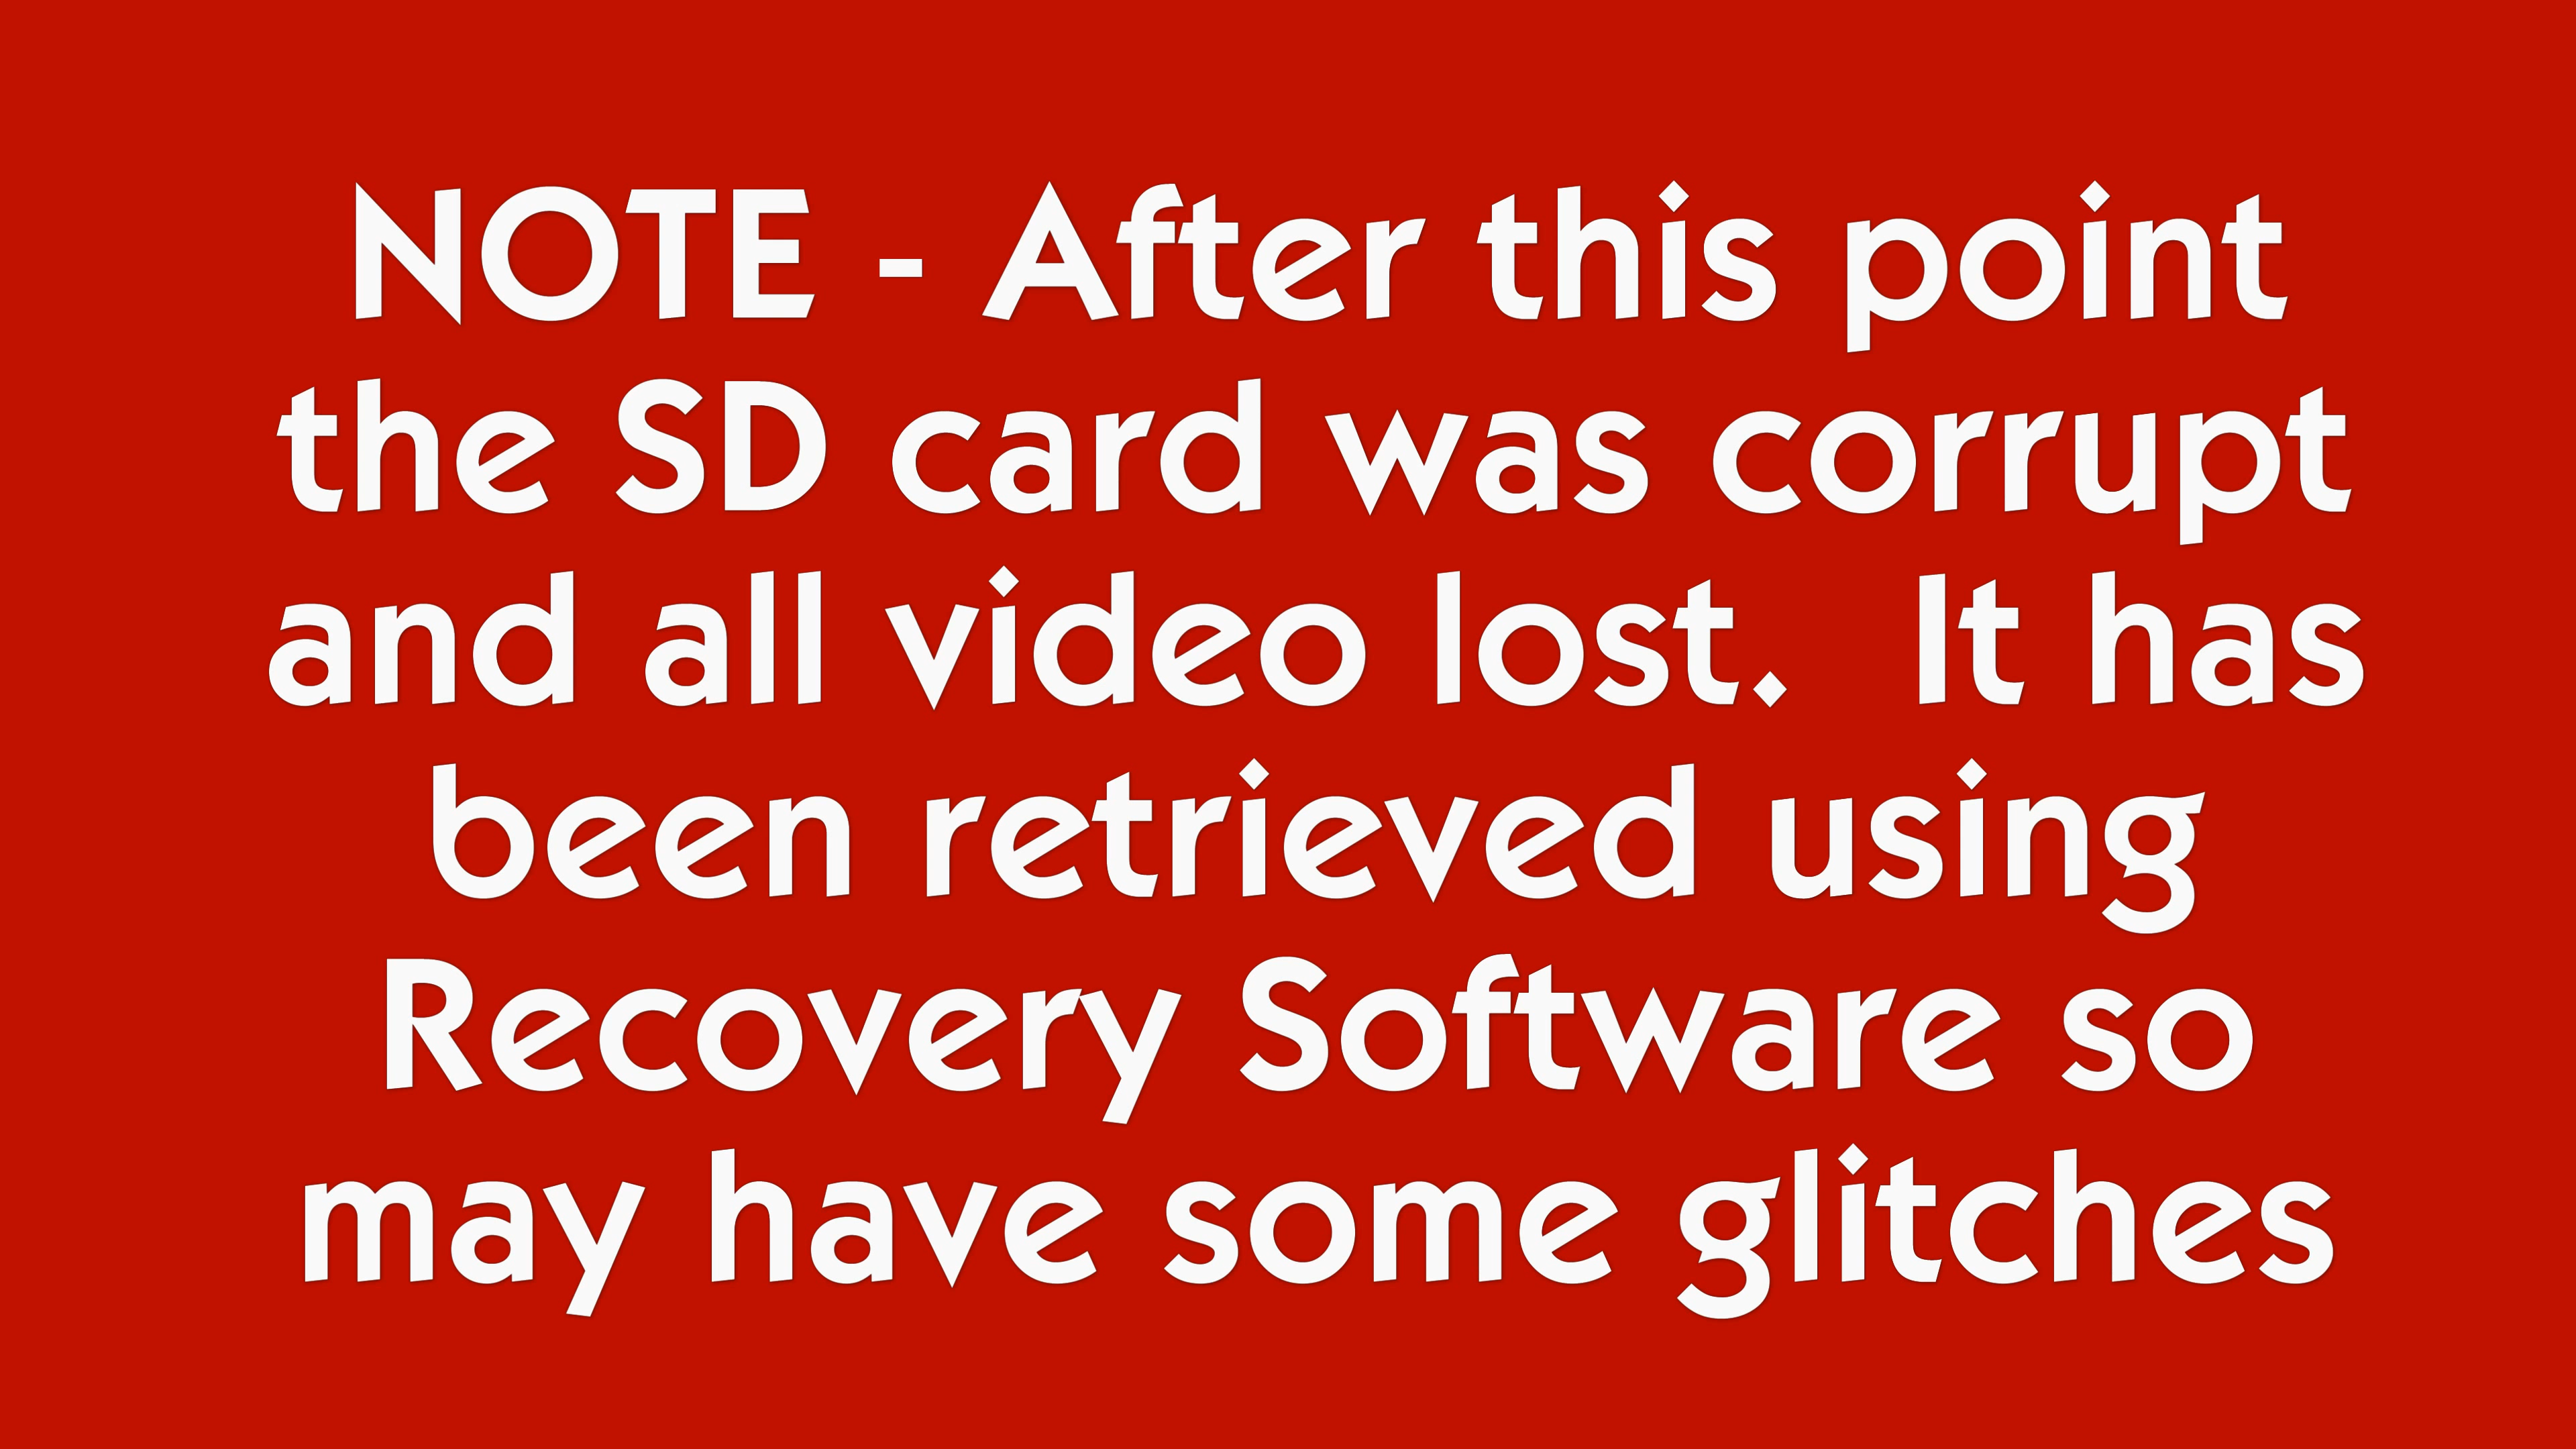 NOTE - After this point
the SD card was corrupt
and all video lost.  It has
been retrieved using
Recovery Software so
may have some glitches